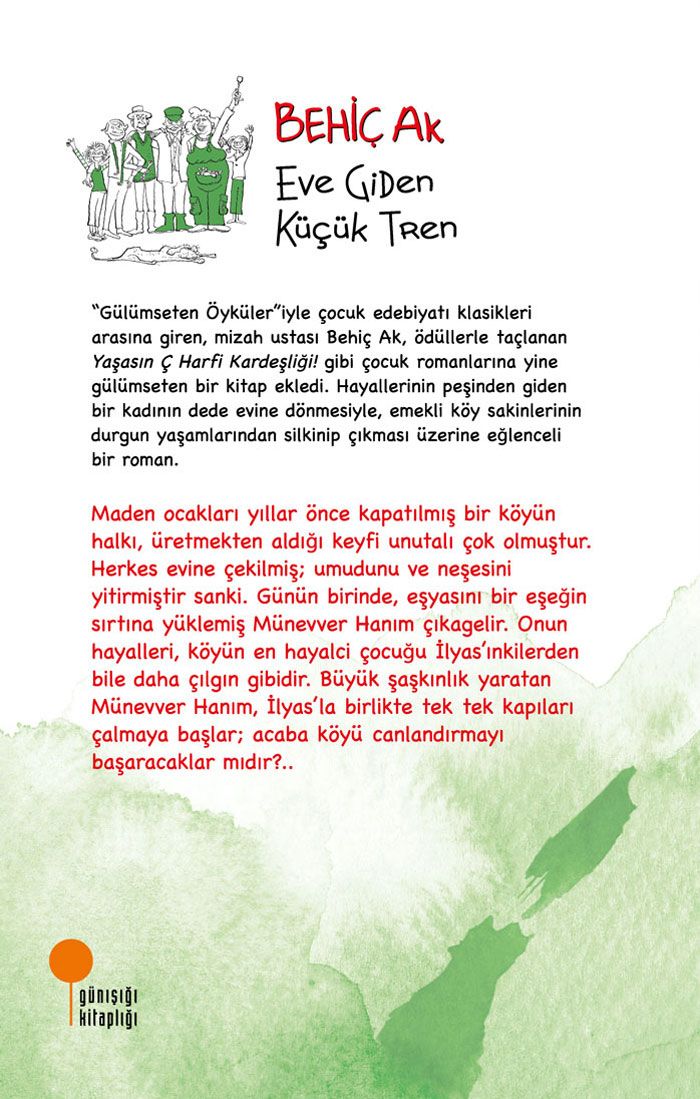 BEHİÇ AK
Eve Giden
Küçük Tren
“Gülümseten Öyküler”iyle çocuk edebiyatı klasikleri
arasına giren, mizah ustası Behiç Ak, ödüllerle taçlanan
Yaşasın Ç Harfi Kardeşliği! gibi çocuk romanlarına yine
gülümseten bir kitap ekledi. Hayallerinin peşinden giden
bir kadının dede evine dönmesiyle, emekli köy sakinlerinin
durgun yaşamlarından silkinip çıkması üzerine eğlenceli
bir roman.
Maden ocakları yıllar önce kapatılmış bir köyün
halkı, üretmekten aldığı keyfi unutalı çok olmuştur.
Herkes evine çekilmiş; umudunu ve neşesini
yitirmiştir sanki. Günün birinde, eşyasını bir eşeğin
sırtına yüklemiş Münevver Hanım çıkagelir. Onun
hayalleri, köyün en hayalci çocuğu İlyas’ınkilerden
bile daha çılgın gibidir. Büyük şaşkınlık yaratan
Münevver Hanım, İlyas’la birlikte tek tek kapıları
çalmaya başlar; acaba köyü canlandırmayı
başaracaklar mıdır?..
günışığı
kitaplığı